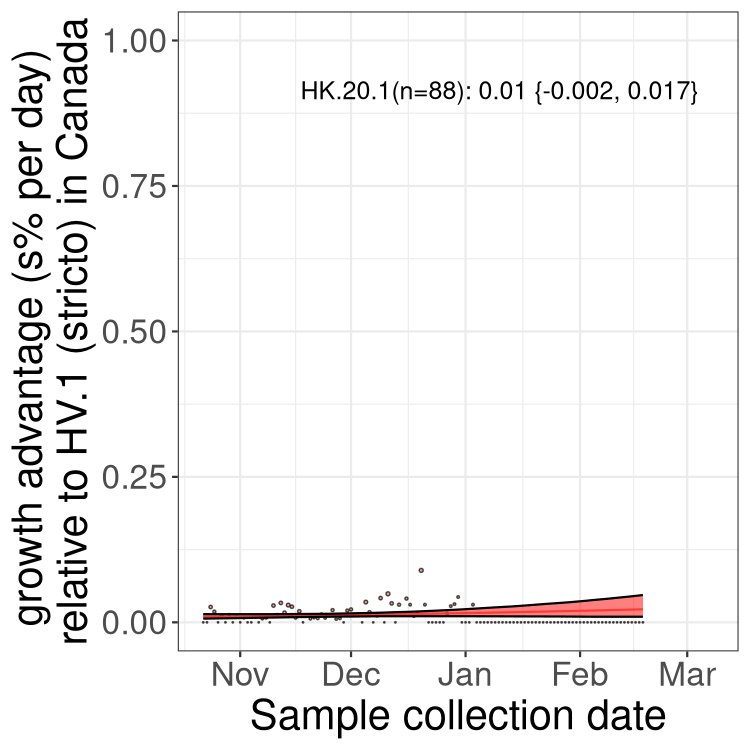 growth advantage (s% per day)
relative to HV.1 (stricto) in Canada
1.00
0.75
0.50
0.25
0.00
HK.20.1(n=88): 0.01 {-0.002, 0.017}
Nov Dec Jan Feb Mar
Sample collection date